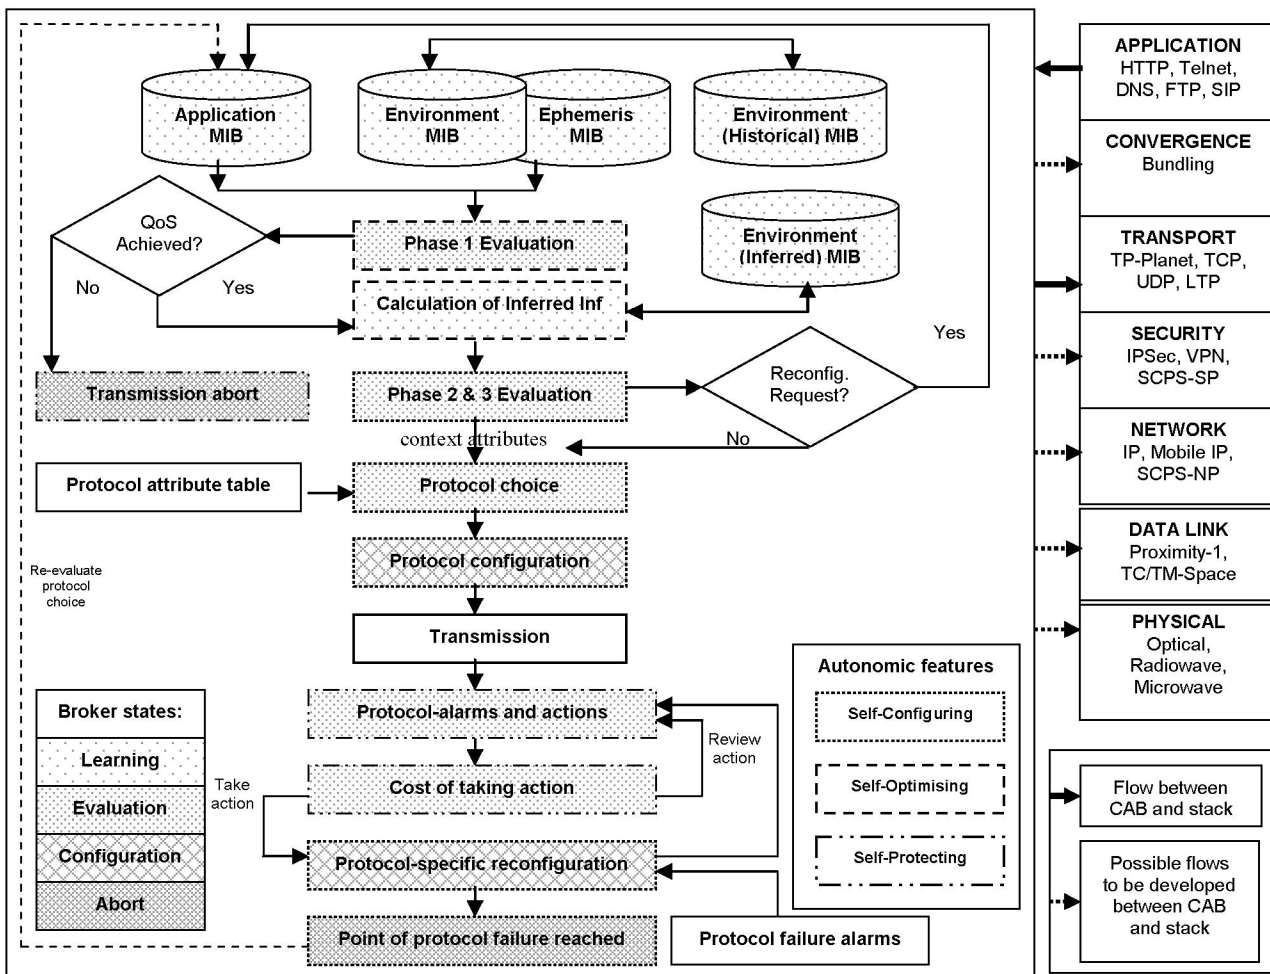 Application
MIB
Environment
MIB
Ephemeris
MIB
Environment
(Historical) MIB
QoS
Achieved?
No
Yes
Phase 1 Evaluation
Calculation of Inferred Inf
Environment
(Inferred) MIB
Transmission abort
Phase 2 & 3 Evaluation
Reconfig.
Request?
Yes
No
context attributes
Protocol attribute table
Protocol choice
Protocol configuration
Re-evaluate
protocol
choice
Transmission
Protocol-alarms and actions
Cost of taking action
Review
action
Take
action
Protocol-specific reconfiguration
Point of protocol failure reached
Protocol failure alarms
Broker states:
Learning
Evaluation
Configuration
Abort
Autonomic features
Self-Configuring
Self-Optimising
Self-Protecting
APPLICATION
HTTP, Telnet,
DNS, FTP, SIP
CONVERGENCE
Bundling
TRANSPORT
TP-Planet, TCP,
UDP, LTP
SECURITY
IPSec, VPN,
SCPS-SP
NETWORK
IP, Mobile IP,
SCPS-NP
DATA LINK
Proximity-1,
TC/TM-Space
PHYSICAL
Optical,
Radiowave,
Microwave
Flow between
CAB and stack
Possible flows
to be developed
between CAB
and stack